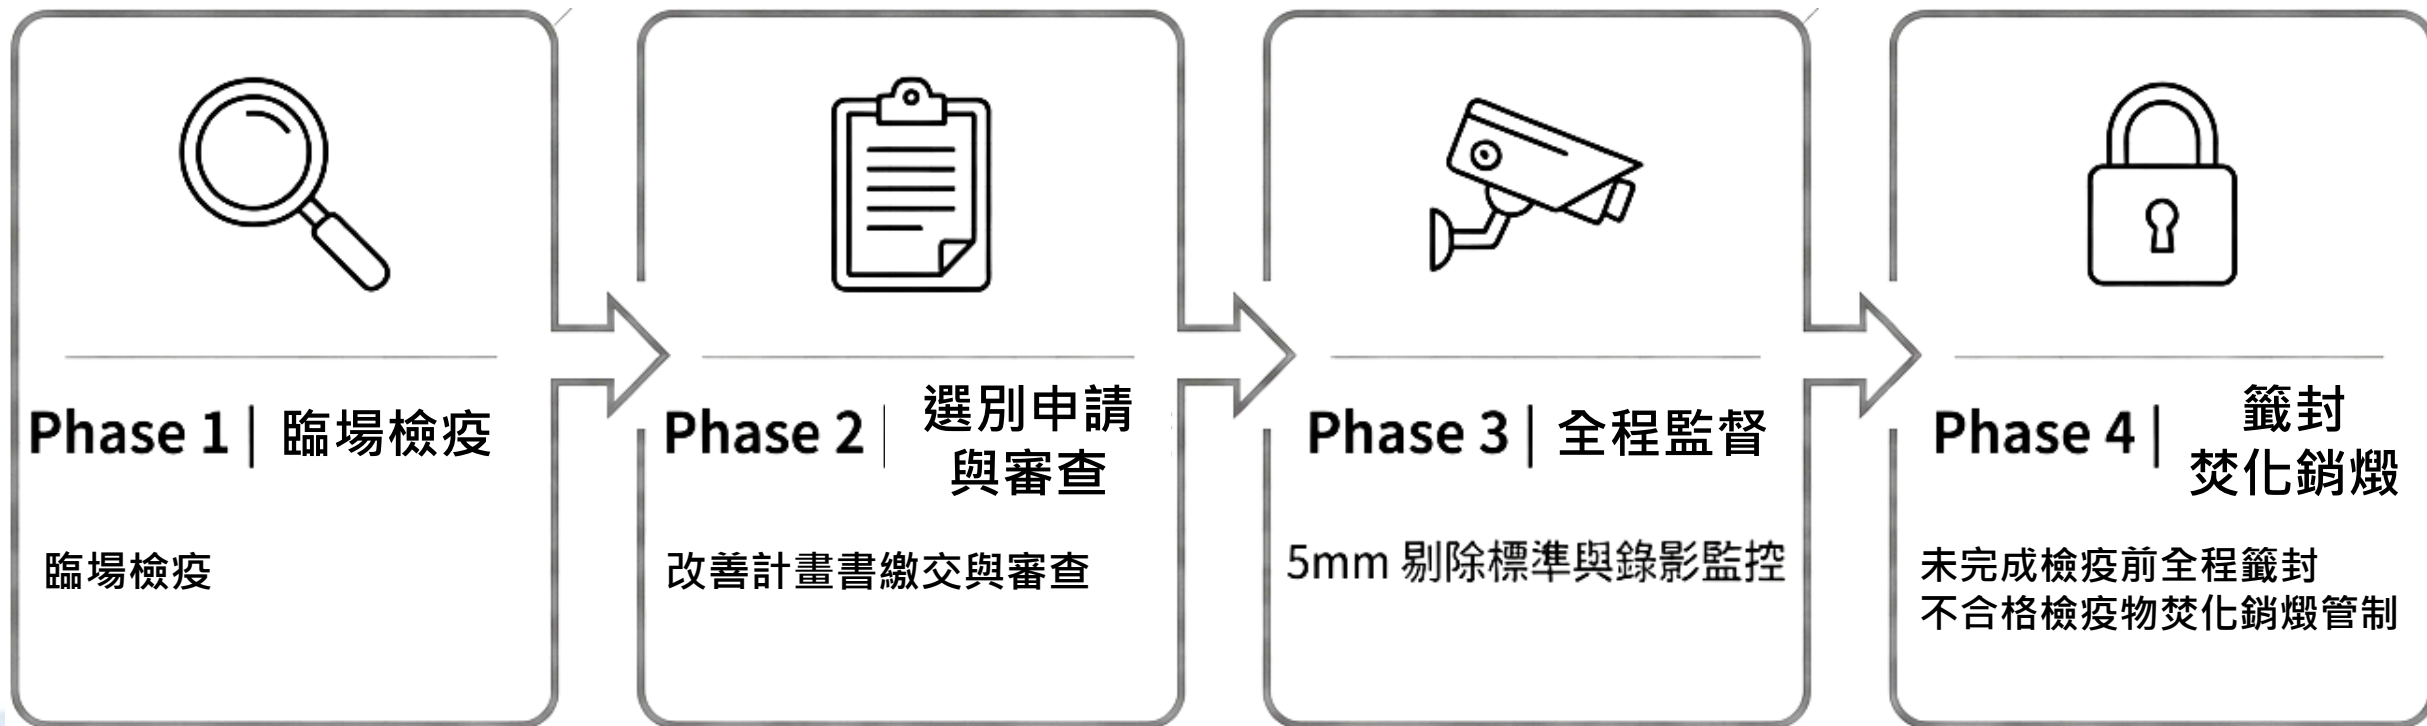 Phase 1 | 臨場檢疫
臨場檢疫
Phase 2 | 選別申請
與審查
改善計畫書繳交與審查
Phase 3 | 全程監督
5mm 剔除標準與錄影監控
Phase 4 | 籤封
焚化銷燬
未完成檢疫前全程籤封
不合格檢疫物焚化銷燬管制